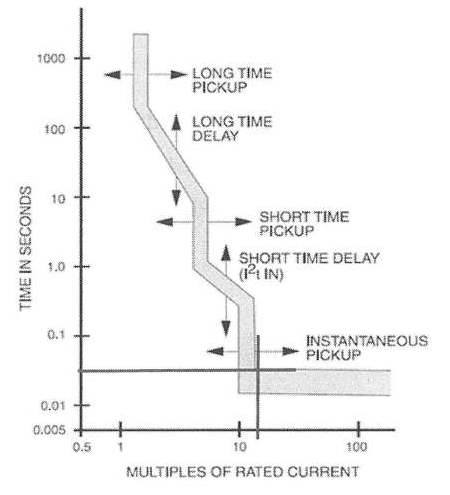 1000
LONG TIME
PICKUP
100
LONG TIME
DELAY
10
SHORT TIME
PICKUP
1.0
SHORT TIME DELAY
(I²t IN)
0.1
INSTANTANEOUS
PICKUP
0.01
0.005
0.5 1 10 100
TIME IN SECONDS
MULTIPLES OF RATED CURRENT